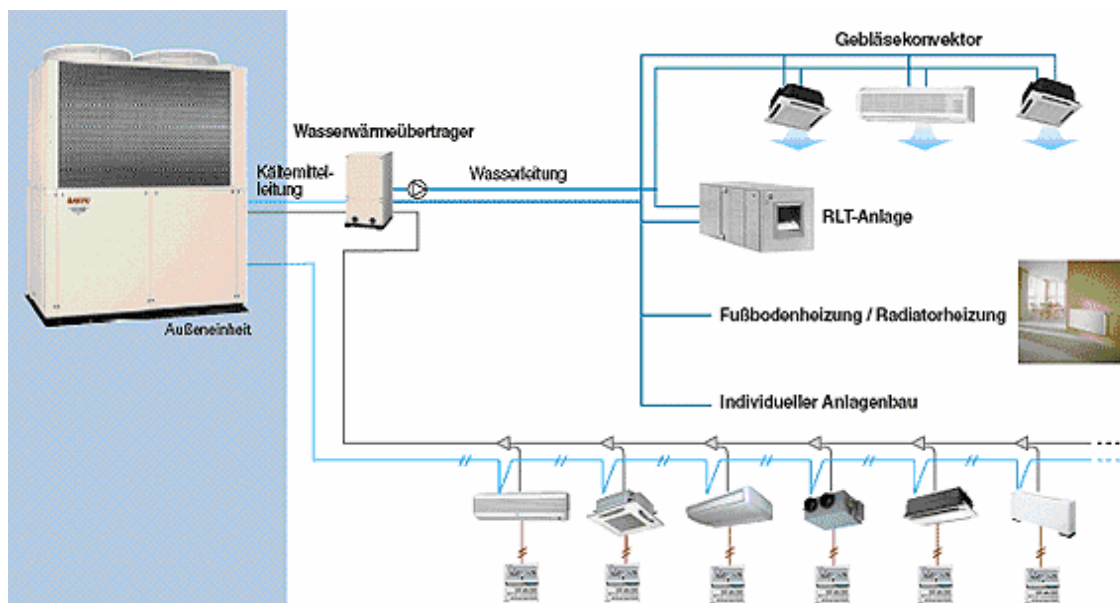 Gebläsekonvektor
Wasserwärmeübertrager
Kältemittel-
leitung
Wasserleitung
SANYO
RLT-Anlage
Außeneinheit
Fußbodenheizung / Radiatorheizung
Individueller Anlagenbau